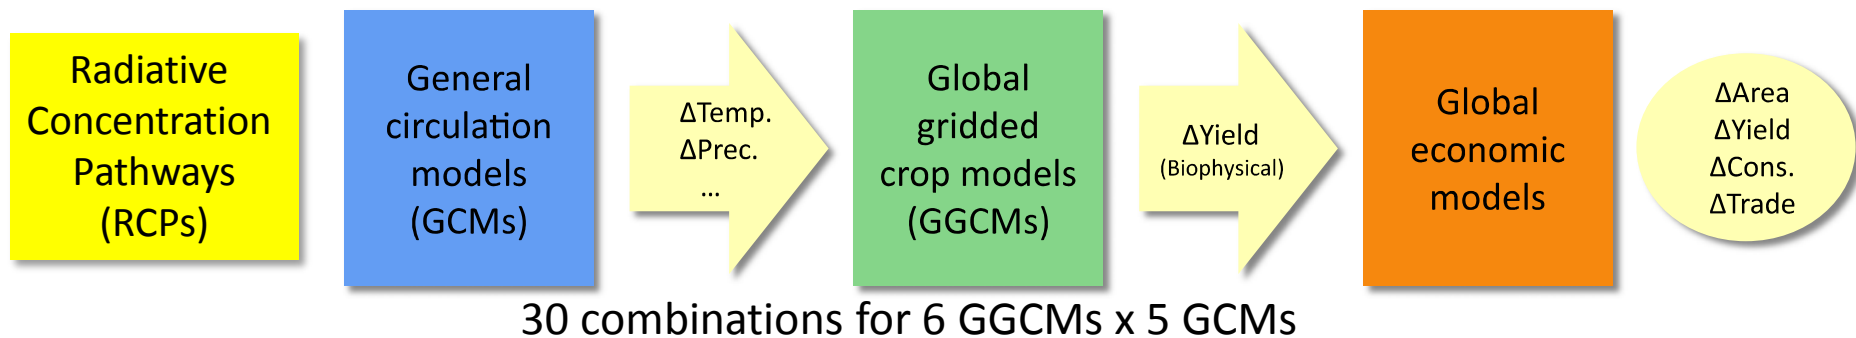 Radiative
Concentration
Pathways
(RCPs)
General
circulation
models
(GCMs)
ΔTemp.
ΔPrec.
...
Global
gridded
crop models
(GGCMs)
ΔYield
(Biophysical)
Global
economic
models
ΔArea
ΔYield
ΔCons.
ΔTrade
30 combinations for 6 GGCMs x 5 GCMs